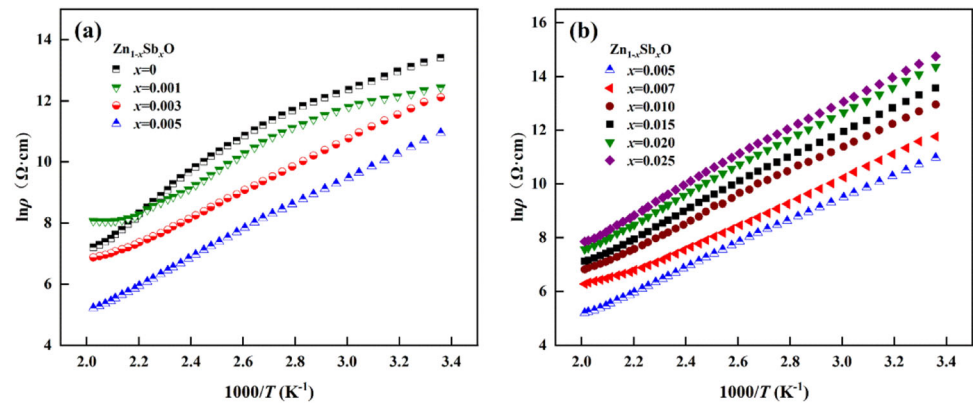 (a)
Zn1-xSbxO
x=0
x=0.001
x=0.003
x=0.005
14
12
10
8
6
4
lnρ (Ω·cm)
2.0 2.2 2.4 2.6 2.8 3.0 3.2 3.4
1000/T (K⁻¹)
(b)
Zn1-xSbxO
x=0.005
x=0.007
x=0.010
x=0.015
x=0.020
x=0.025
16
14
12
10
8
6
4
lnρ (Ω·cm)
2.0 2.2 2.4 2.6 2.8 3.0 3.2 3.4
1000/T (K⁻¹)